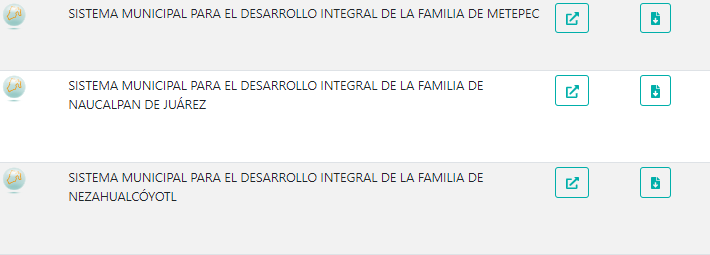 SISTEMA MUNICIPAL PARA EL DESARROLLO INTEGRAL DE LA FAMILIA DE METEPEC
SISTEMA MUNICIPAL PARA EL DESARROLLO INTEGRAL DE LA FAMILIA DE
NAUCALPAN DE JUÁREZ
SISTEMA MUNICIPAL PARA EL DESARROLLO INTEGRAL DE LA FAMILIA DE
NEZAHUALCÓYOTL